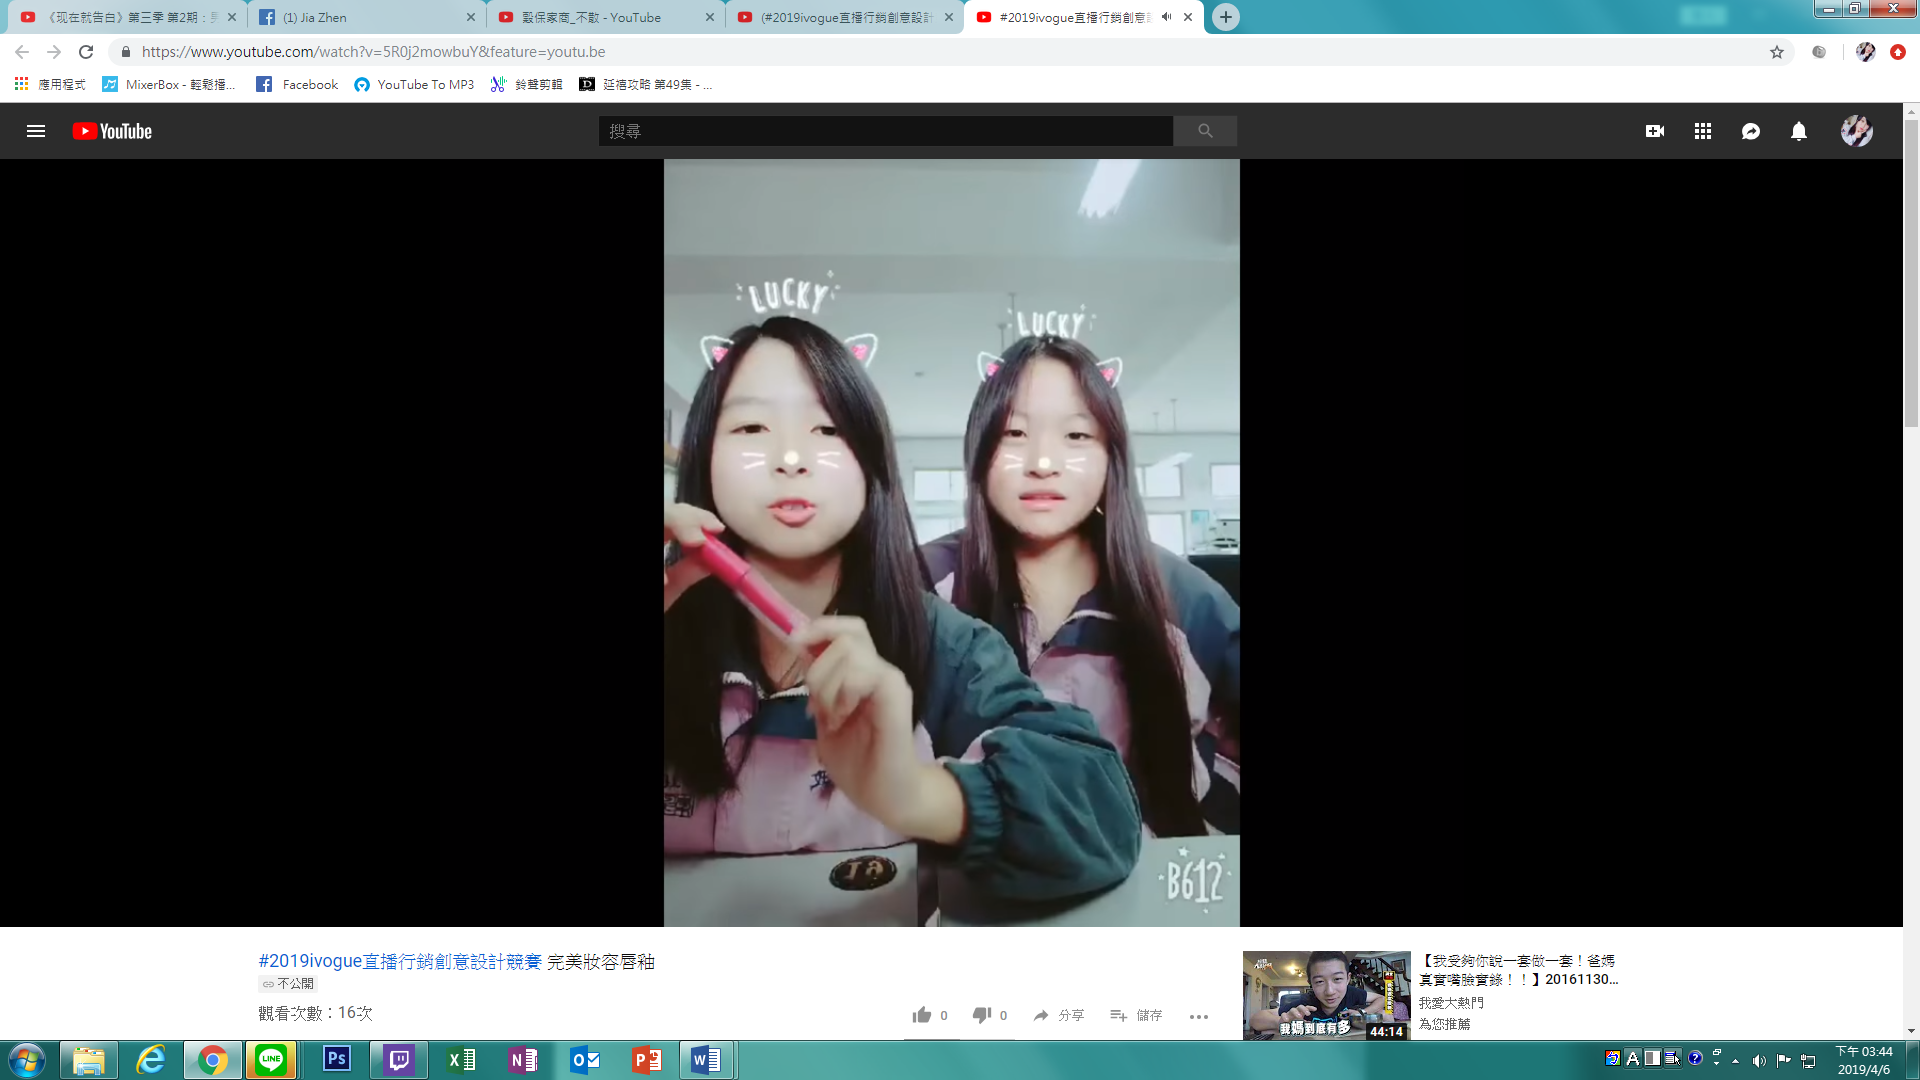 《现在就告白》第三季 第2期：男
(1) Jia Zhen
穀保家商_不散 - YouTube
(#2019ivogue直播行銷創意設計
#2019ivogue直播行銷創意設
https://www.youtube.com/watch?v=5R0j2mowbuY&feature=youtu.be
應用程式
MixerBox - 輕鬆播...
Facebook
YouTube To MP3
鈴聲剪輯
延禧攻略 第49集 - ...
YouTube
搜尋
LUCKY
LUCKY
B612
#2019ivogue直播行銷創意設計競賽 完美妝容唇釉
不公開
觀看次數：16次
0
0
分享
儲存
我媽到底有多
44:14
【我受夠你說一套做一套！爸媽
真實嘴臉實錄！！】20161130...
我愛大熱門
為您推薦
LINE
Ps
A
下午 03:44
2019/4/6